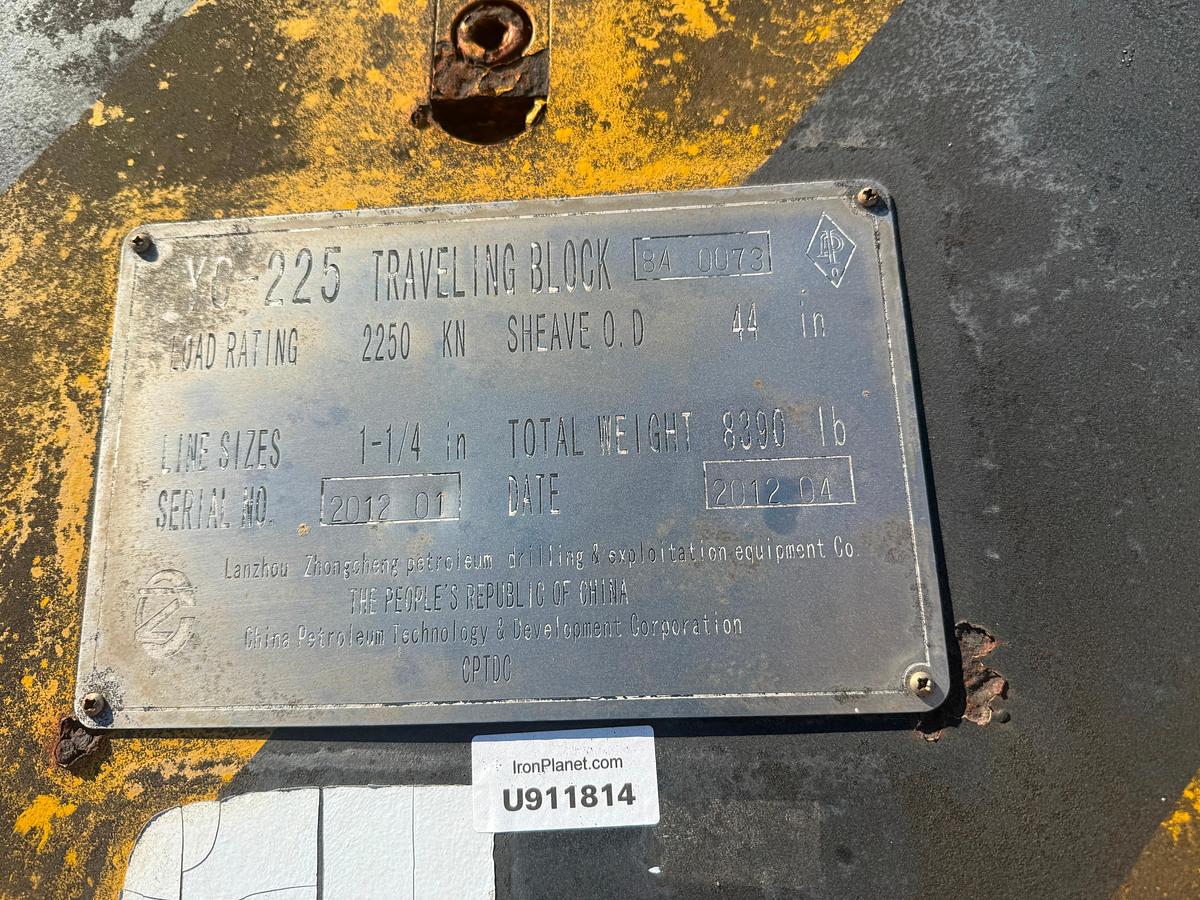 YC-225 TRAVELING BLOCK 8A 0073
LOAD RATING 2250 KN SHEAVE O.D 44 in
LINE SIZES 1-1/4 in TOTAL WEIGHT 8390 lb
SERIAL NO. 2012 01 DATE 2012 04
Lanzhou Zhongcheng petroleum drilling & exploitation equipment Co.
THE PEOPLE'S REPUBLIC OF CHINA
China Petroleum Technology & Development Corporation
CPTDC
IronPlanet.com
U911814